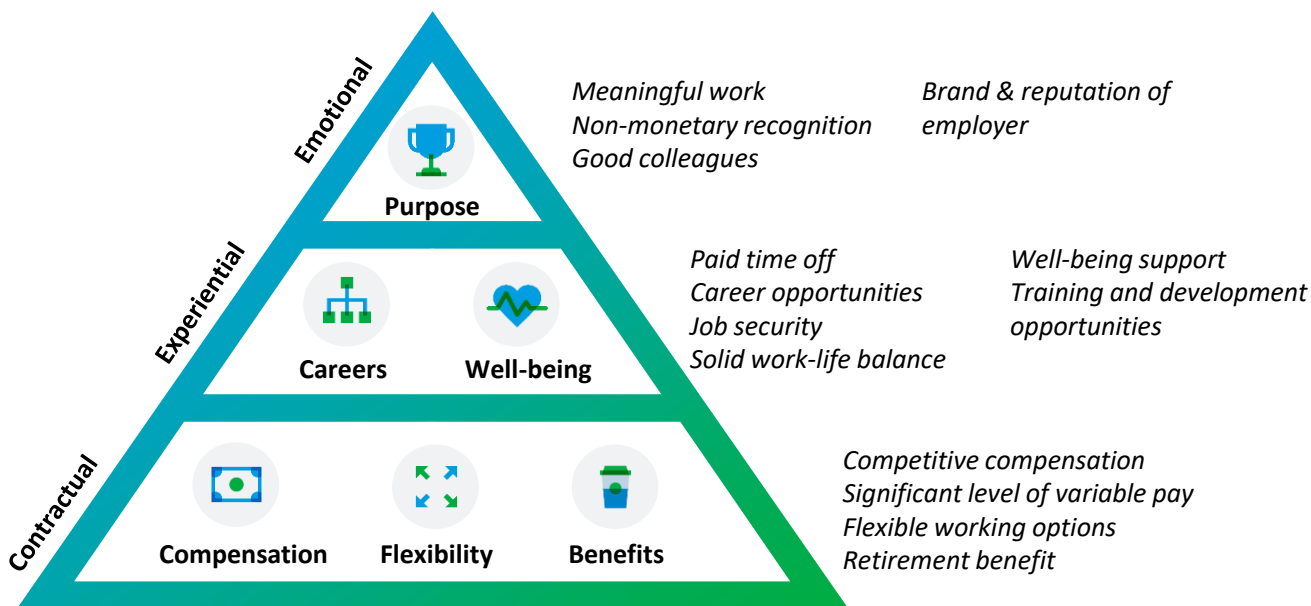 Emotional
Purpose
Meaningful work
Non-monetary recognition
Good colleagues
Brand & reputation of
employer
Experiential
Careers
Well-being
Paid time off
Career opportunities
Job security
Solid work-life balance
Well-being support
Training and development
opportunities
Contractual
Compensation
Flexibility
Benefits
Competitive compensation
Significant level of variable pay
Flexible working options
Retirement benefit